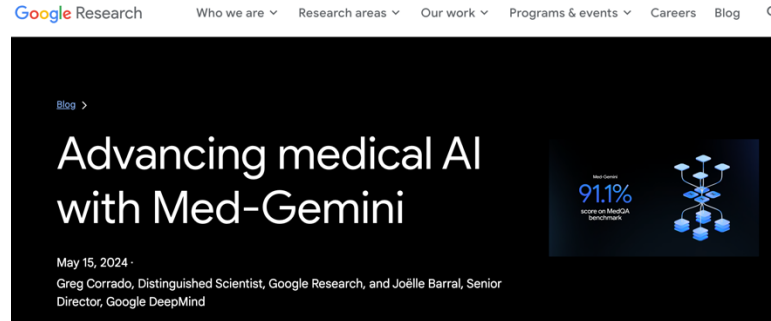 Google Research Who we are Research areas Our work Programs & events Careers Blog
Blog >
Advancing medical AI
with Med-Gemini
May 15, 2024 ·
Greg Corrado, Distinguished Scientist, Google Research, and Joëlle Barral, Senior
Director, Google DeepMind
Med-Gemini
91.1%
score on MedQA
benchmark